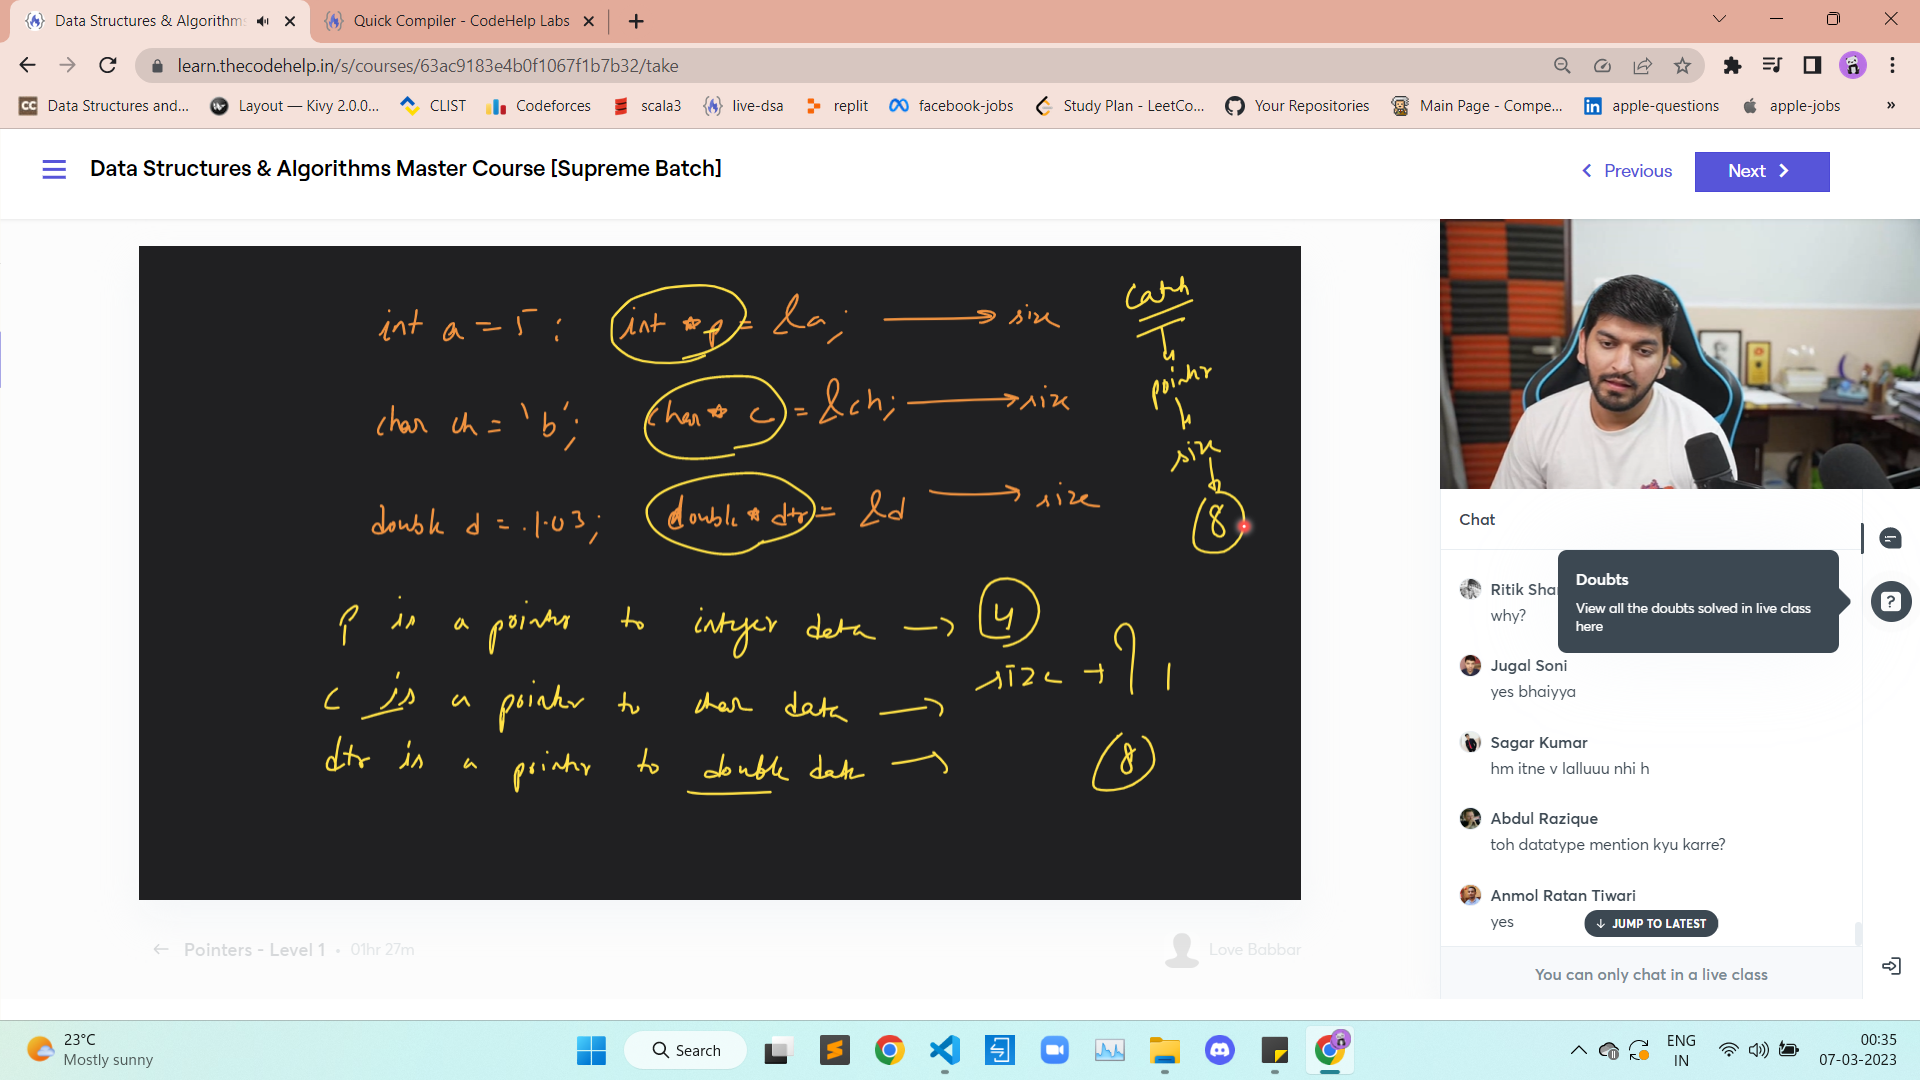 Data Structures & Algorithms
Quick Compiler - CodeHelp Labs
learn.thecodehelp.in/s/courses/63ac9183e4b0f1067f1b7b32/take
CC Data Structures and... Layout — Kivy 2.0.0... CLIST Codeforces scala3 live-dsa replit facebook-jobs Study Plan - LeetCo... Your Repositories Main Page - Compe... in apple-questions apple-jobs »
Data Structures & Algorithms Master Course [Supreme Batch]
Previous
Next
int a = 5 ; int * p = &a; → size
char ch = 'b'; char * c = &ch; → size
double d = .1.03; double * dtr = &d → size
Catch
pointer
size
8
P is a pointer to integer data → 4
size → ? 1
C is a pointer to char data →
dtr is a pointer to double data → 8
← Pointers - Level 1 • 01hr 27m
Love Babbar
Chat
Ritik Shar
why?
Doubts
View all the doubts solved in live class
here
?
Jugal Soni
yes bhaiyya
Sagar Kumar
hm itne v lalluuu nhi h
Abdul Razique
toh datatype mention kyu karre?
Anmol Ratan Tiwari
yes
JUMP TO LATEST
You can only chat in a live class
23°C
Mostly sunny
Search
ENG
IN
00:35
07-03-2023